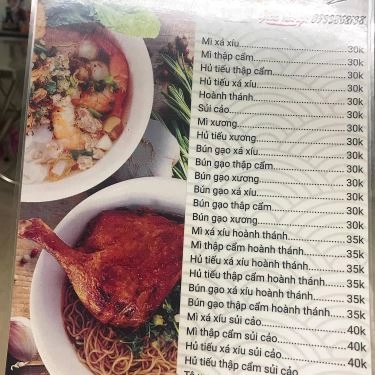 Mì xá xíu.......30k
Mì thập cẩm.......30k
Hủ tiếu thập cẩm.......30k
Hủ tiếu xá xíu.......30k
Hoành thánh.......30k
Sủi cảo.......30k
Mì xương.......30k
Hủ tiếu xương.......30k
Bún gạo xá xíu.......30k
Bún gạo thập cẩm.......30k
Bún gạo xương.......30k
Bún gạo xá xíu.......30k
Bún gạo thập cẩm.......30k
Bún gạo xương.......30k
Mì xá xíu hoành thánh.......35k
Mì thập cẩm hoành thánh.......35k
Hủ tiếu xá xíu hoành thánh.......35k
Hủ tiếu thập cẩm hoành thánh.......35k
Bún gạo xá xíu hoành thánh.......35k
Bún gạo thập cẩm hoành thánh.......35k
Mì xá xíu sủi cảo.......40k
Mì thập cẩm sủi cảo.......40k
Hủ tiếu xá xíu sủi cảo.......40k
Hủ tiếu thập cẩm sủi cảo.......40k